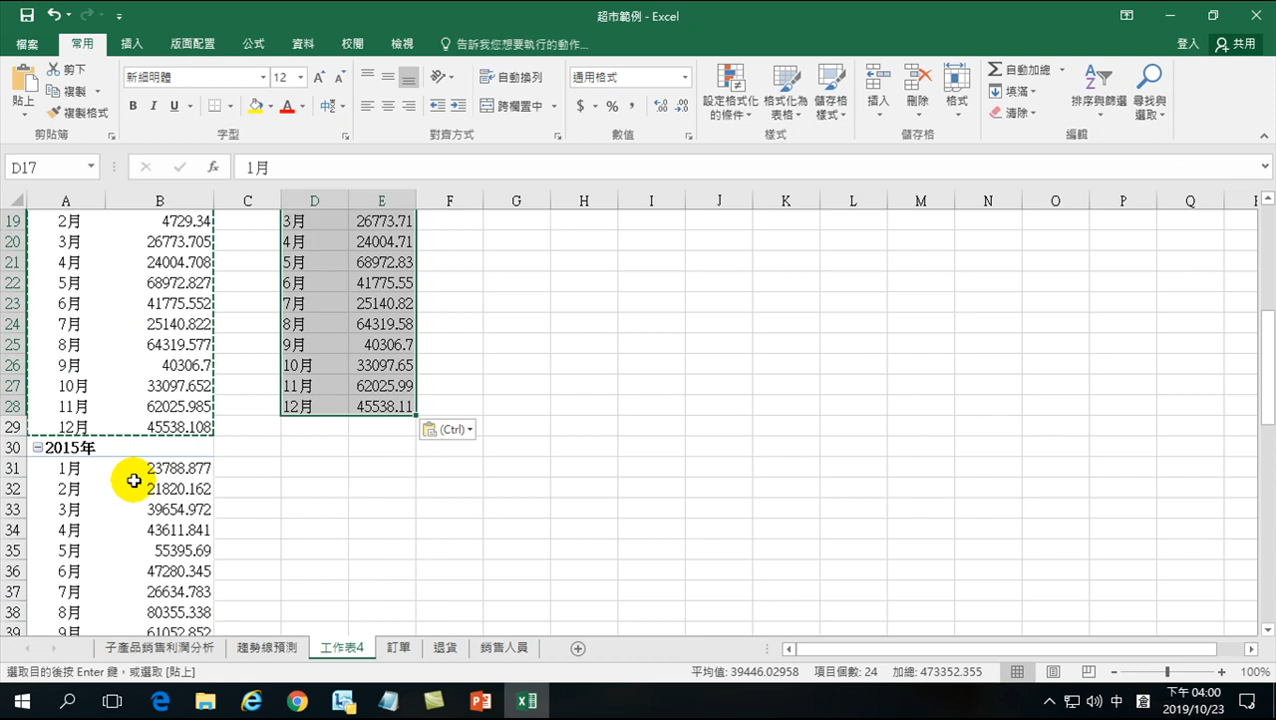 超市範例 - Excel
檔案 常用 插入 版面配置 公式 資料 校閱 檢視 告訴我您想要執行的動作... 登入 共用
貼上 剪下 複製 複製格式 剪貼簿
新細明體 12 B I U A 中 字型
自動換列 跨欄置中 對齊方式
通用格式 $ % , 數值
設定格式化的條件 格式化為表格 儲存格樣式 樣式
插入 刪除 格式 儲存格
自動加總 填滿 清除 排序與篩選 尋找與選取 編輯
D17 fx 1月
A B C D E F G H I J K L M N O P Q
19 2月 4729.34 3月 26773.71
20 3月 26773.705 4月 24004.71
21 4月 24004.708 5月 68972.83
22 5月 68972.827 6月 41775.55
23 6月 41775.552 7月 25140.82
24 7月 25140.822 8月 64319.58
25 8月 64319.577 9月 40306.7
26 9月 40306.7 10月 33097.65
27 10月 33097.652 11月 62025.99
28 11月 62025.985 12月 45538.11
29 12月 45538.108 (Ctrl)
30 2015年
31 1月 23788.877
32 2月 21820.162
33 3月 39654.972
34 4月 43611.841
35 5月 55395.69
36 6月 47280.345
37 7月 26634.783
38 8月 80355.338
39 9月 61052.852
子產品銷售利潤分析 趨勢線預測 工作表4 訂單 退貨 銷售人員
選取目的後按 Enter 鍵，或選取 [貼上] 平均值: 39446.02958 項目個數: 24 加總: 473352.355 100%
中 下午 04:00
2019/10/23